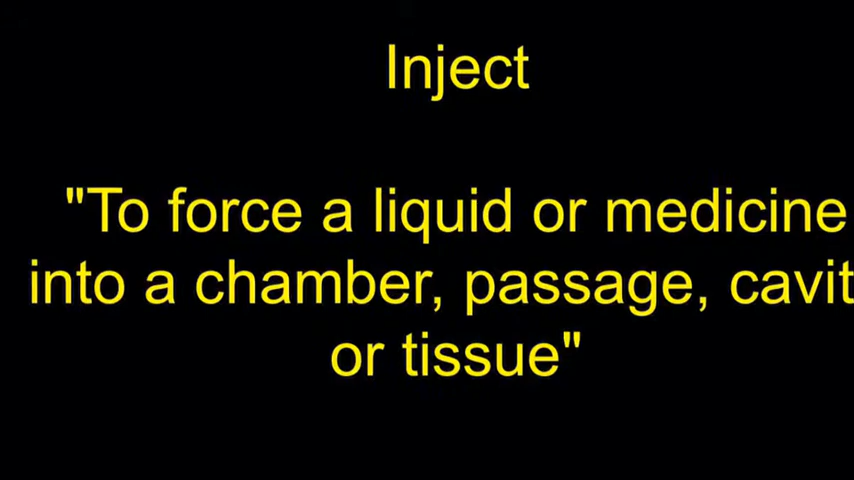 Inject
"To force a liquid or medicine
into a chamber, passage, cavit
or tissue"